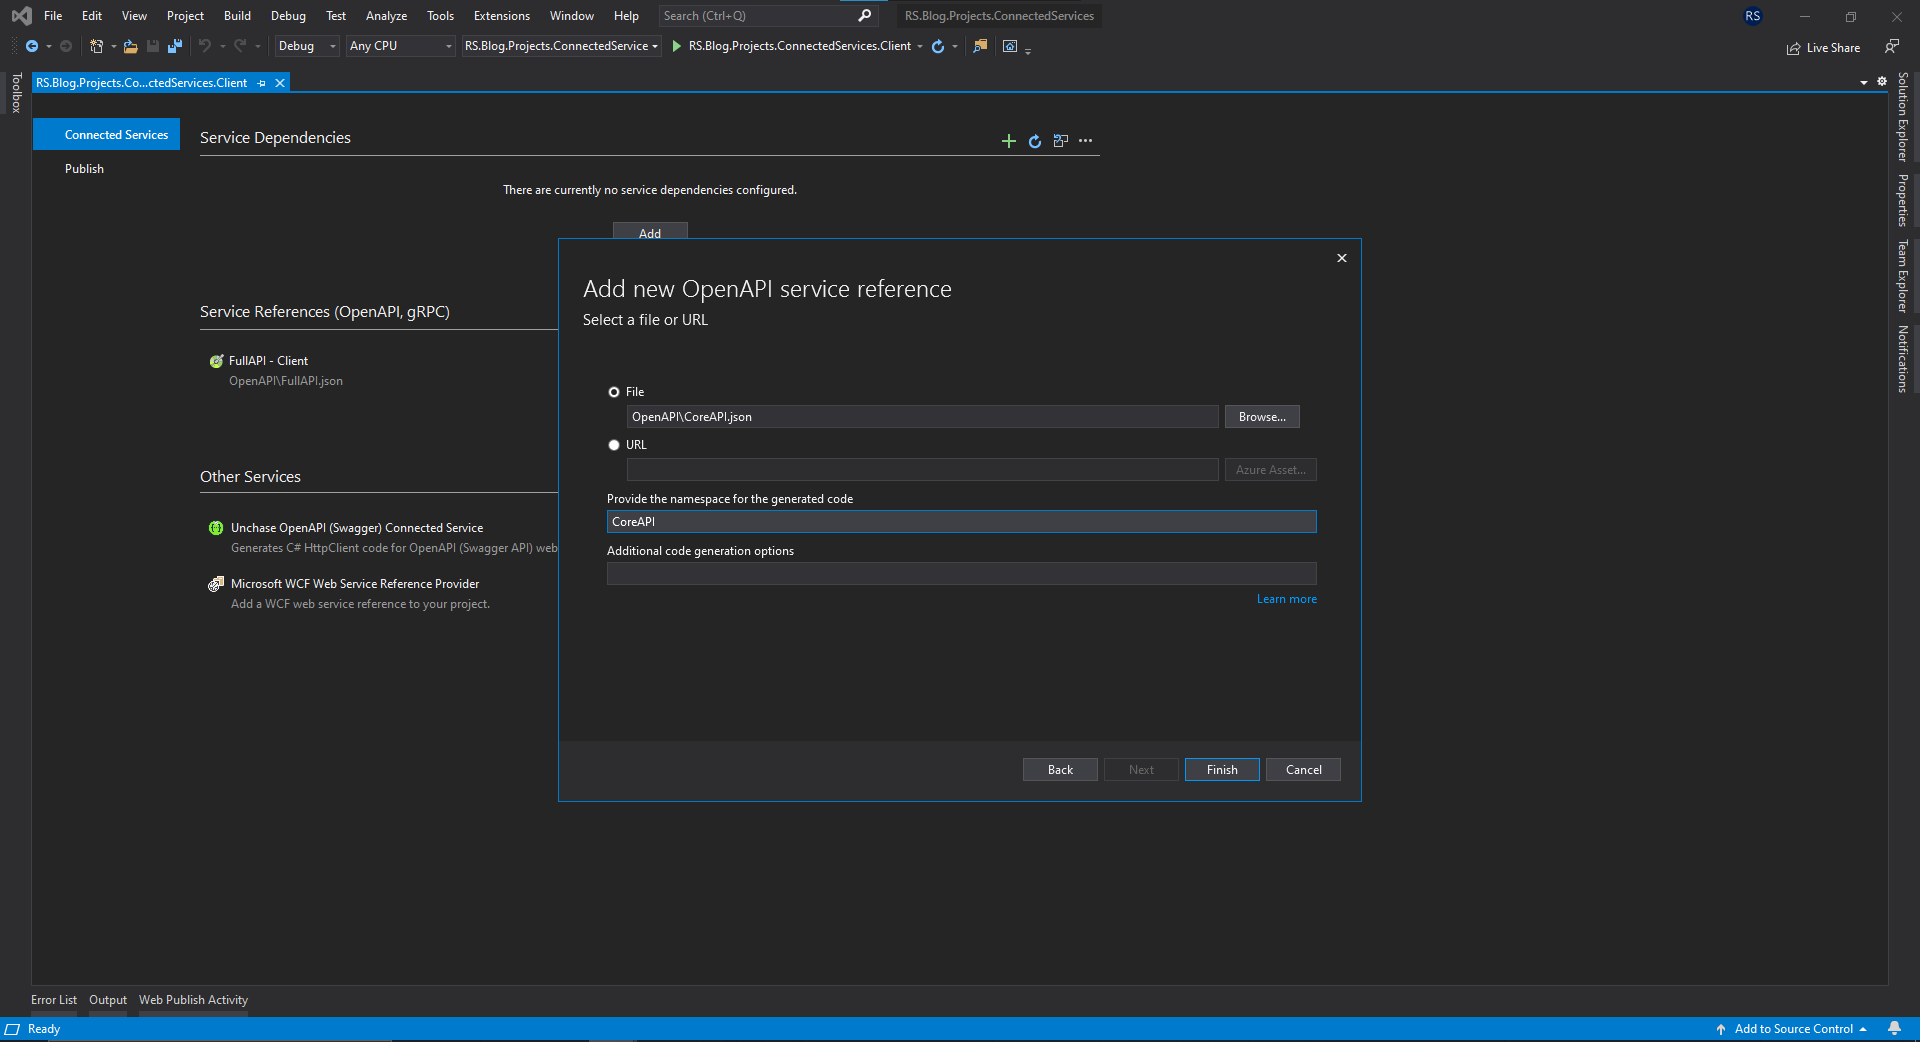 File Edit View Project Build Debug Test Analyze Tools Extensions Window Help Search (Ctrl+Q) RS.Blog.Projects.ConnectedServices RS
Debug Any CPU RS.Blog.Projects.ConnectedService RS.Blog.Projects.ConnectedServices.Client Live Share
Toolbox
RS.Blog.Projects.Co...ctedServices.Client
Solution Explorer
Properties
Team Explorer
Notifications
Connected Services
Publish
Service Dependencies
There are currently no service dependencies configured.
Add
Service References (OpenAPI, gRPC)
FullAPI - Client
OpenAPI\FullAPI.json
Other Services
Unchase OpenAPI (Swagger) Connected Service
Generates C# HttpClient code for OpenAPI (Swagger API) web
Microsoft WCF Web Service Reference Provider
Add a WCF web service reference to your project.
Add new OpenAPI service reference
Select a file or URL
File
OpenAPI\CoreAPI.json Browse...
URL
Azure Asset...
Provide the namespace for the generated code
CoreAPI
Additional code generation options
Learn more
Back Next Finish Cancel
Error List Output Web Publish Activity
Ready Add to Source Control